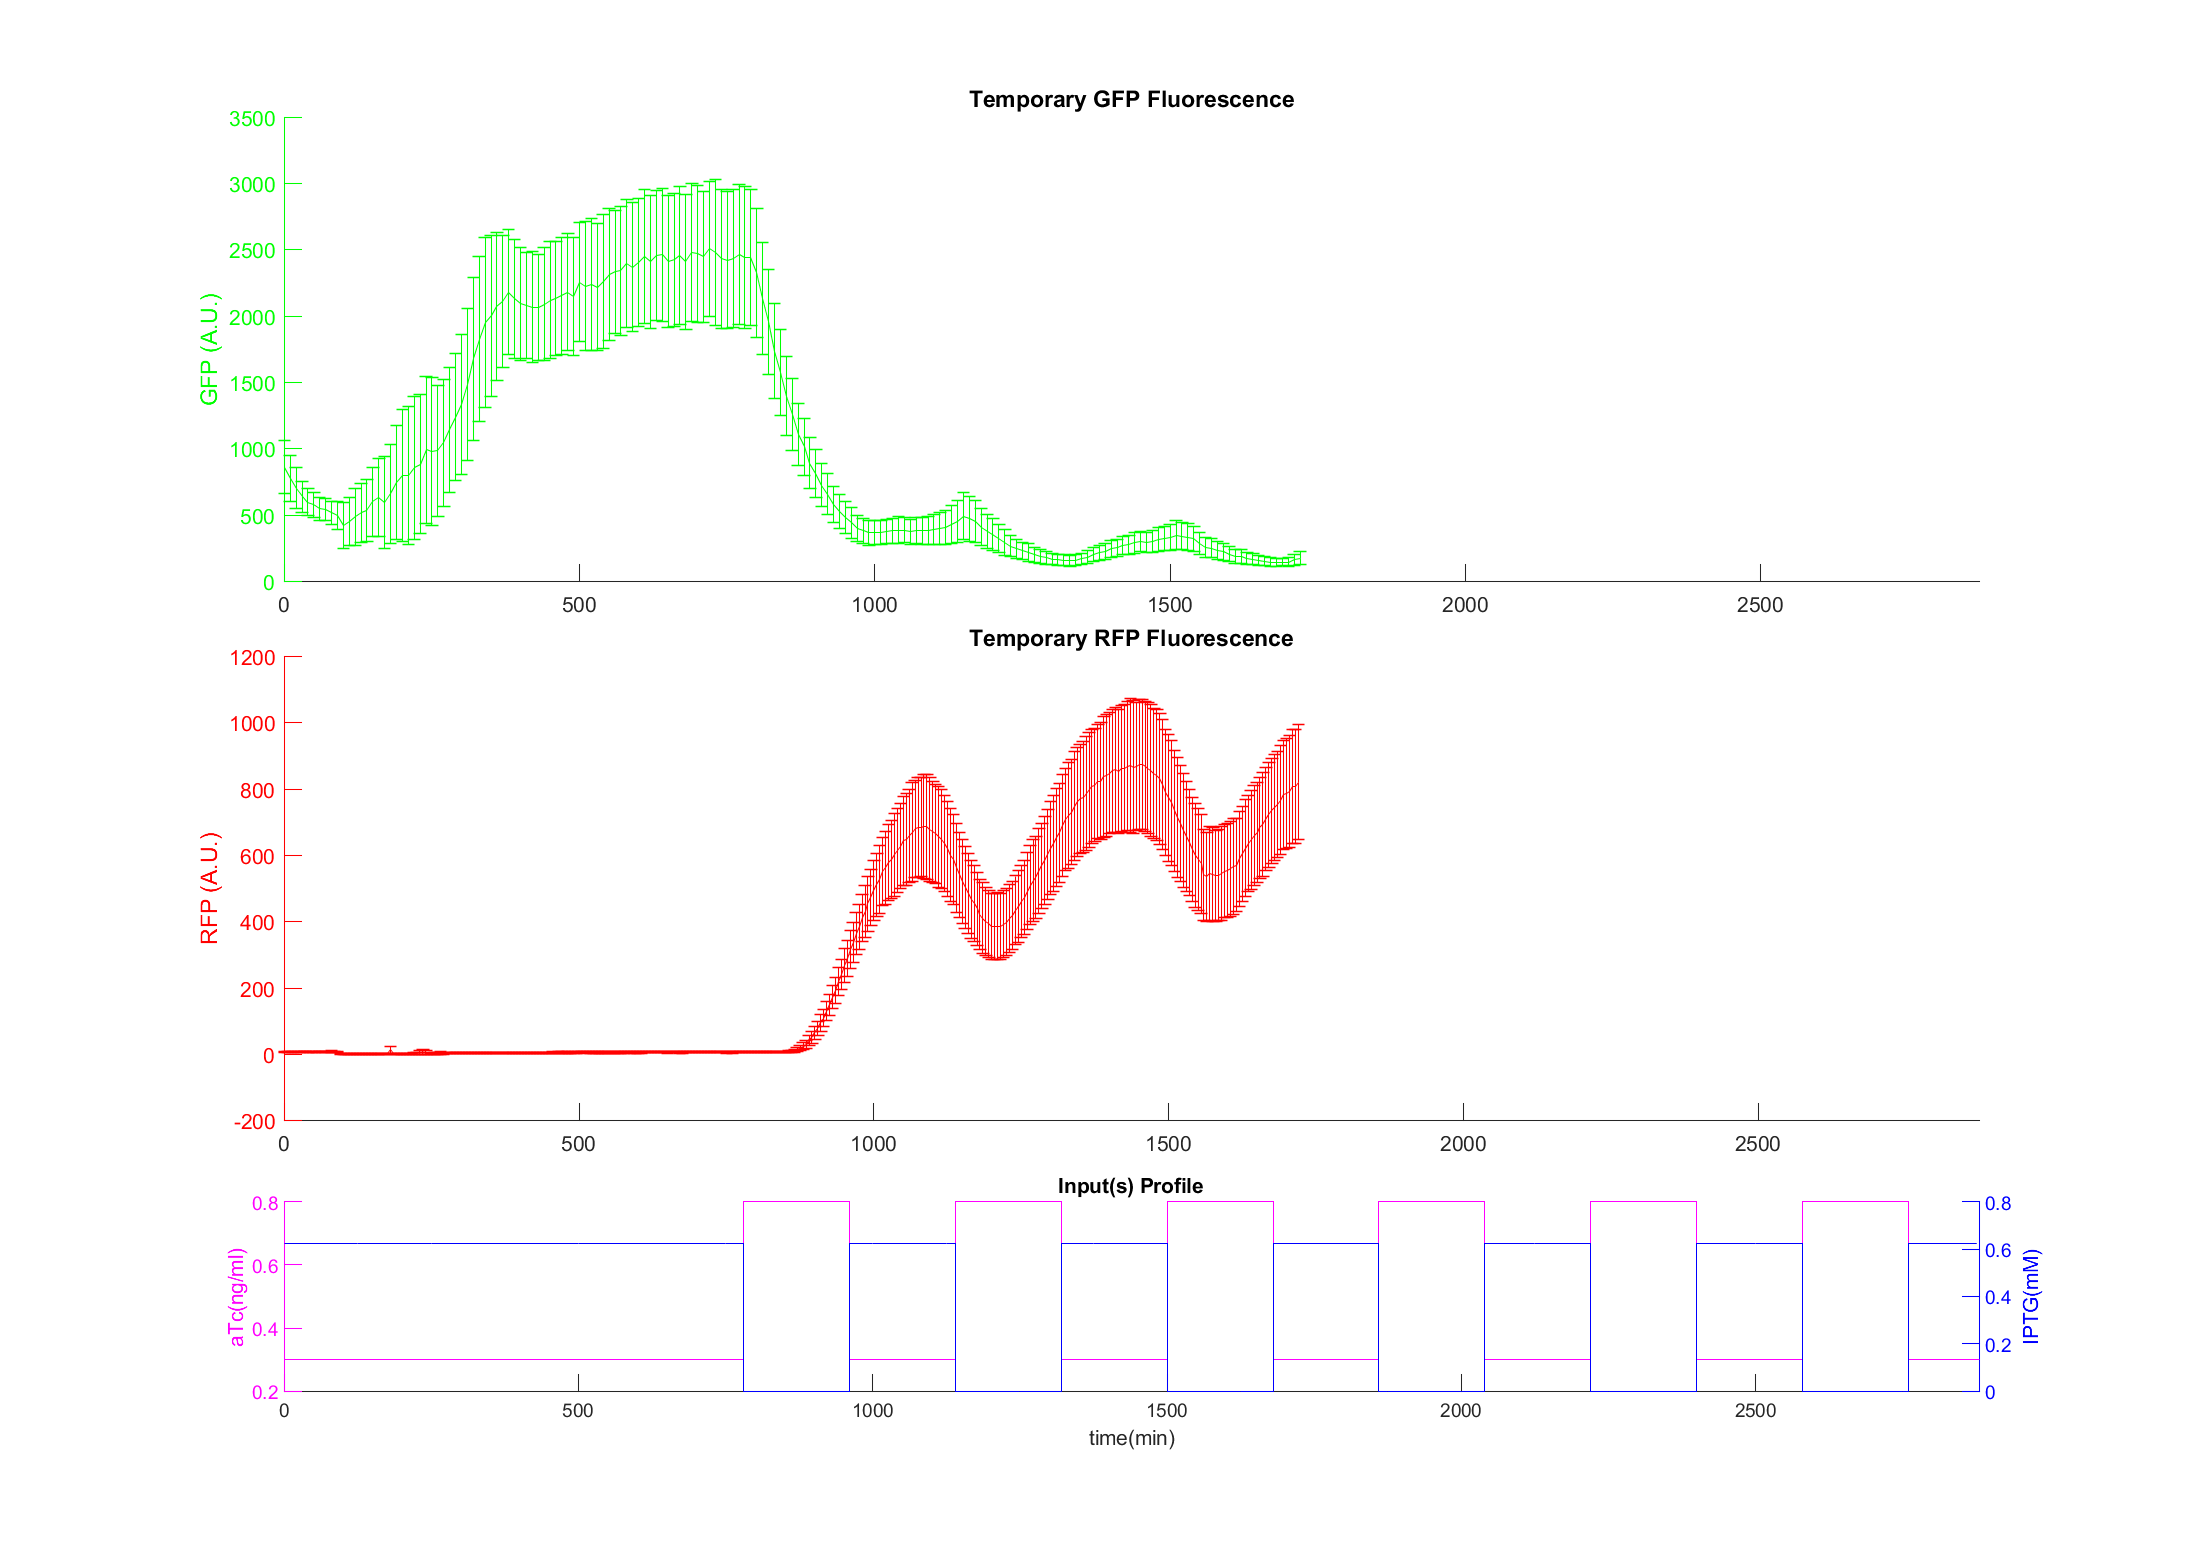 Temporary GFP Fluorescence
3500
3000
2500
2000
1500
1000
500
0
GFP (A.U.)
0 500 1000 1500 2000 2500
Temporary RFP Fluorescence
1200
1000
800
600
400
200
0
-200
RFP (A.U.)
0 500 1000 1500 2000 2500
Input(s) Profile
0.8
0.6
0.4
0.2
aTc(ng/ml)
0.8
0.6
0.4
0.2
0
IPTG(mM)
0 500 1000 1500 2000 2500
time(min)